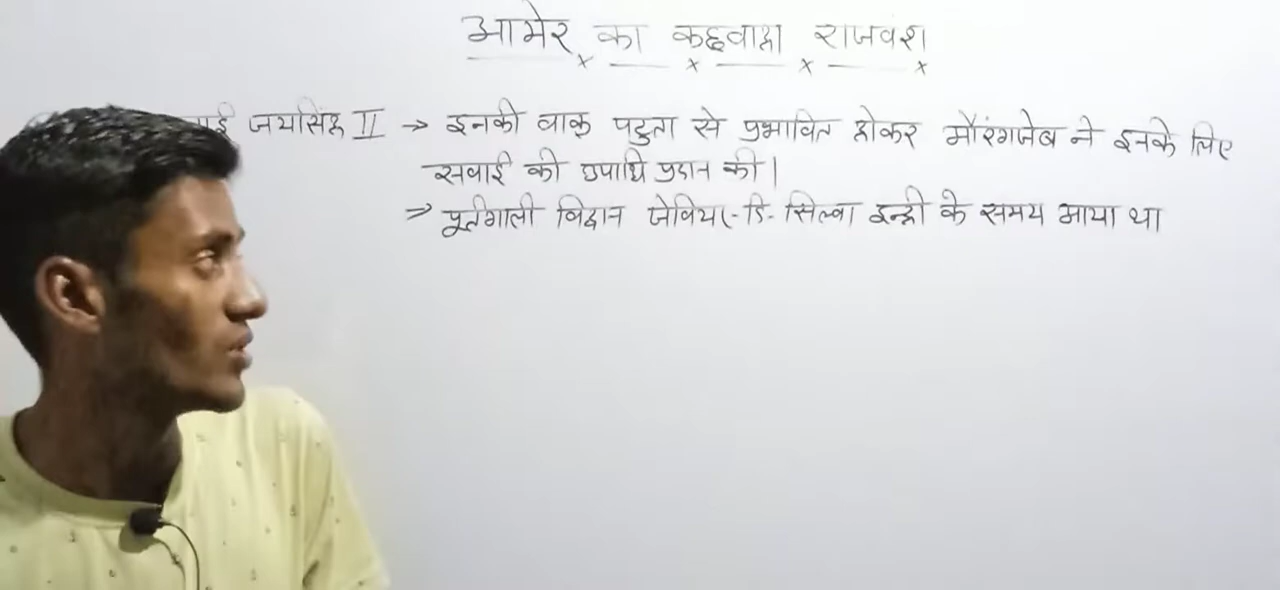 आमेर का कछवाहा राजवंश
जयसिंह II → इनकी वाक् पटुता से प्रभावित होकर औरंगजेब ने इनके लिए
सवाई की उपाधि प्रदान की|
⇒ पुर्तगाली विद्वान जेवियर-डि-सिल्वा इन्ही के समय आया था